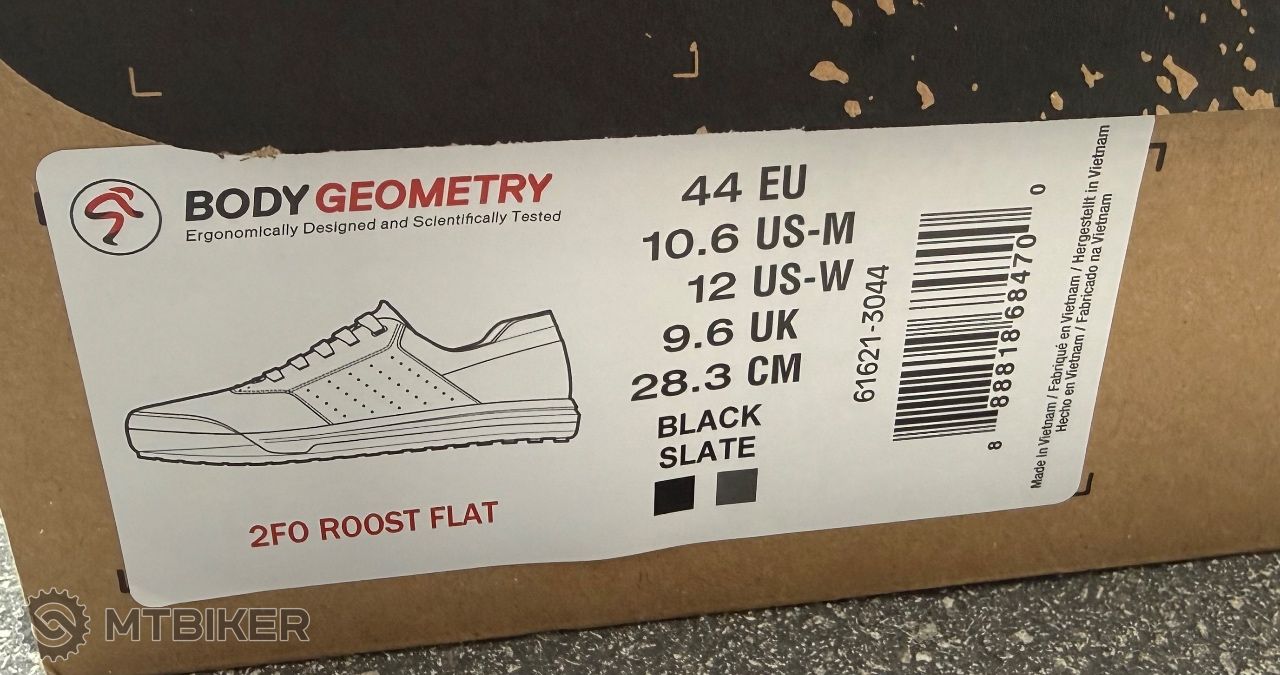 BODY GEOMETRY
Ergonomically Designed and Scientifically Tested
2FO ROOST FLAT
44 EU
10.6 US-M
12 US-W
9.6 UK
28.3 CM
BLACK
SLATE
61621-3044
8 88818 68470 0
Made in Vietnam / Fabriqué en Vietnam / Hergestellt in Vietnam
Hecho en Vietnam / Fabricado na Vietnam
MTBIKER